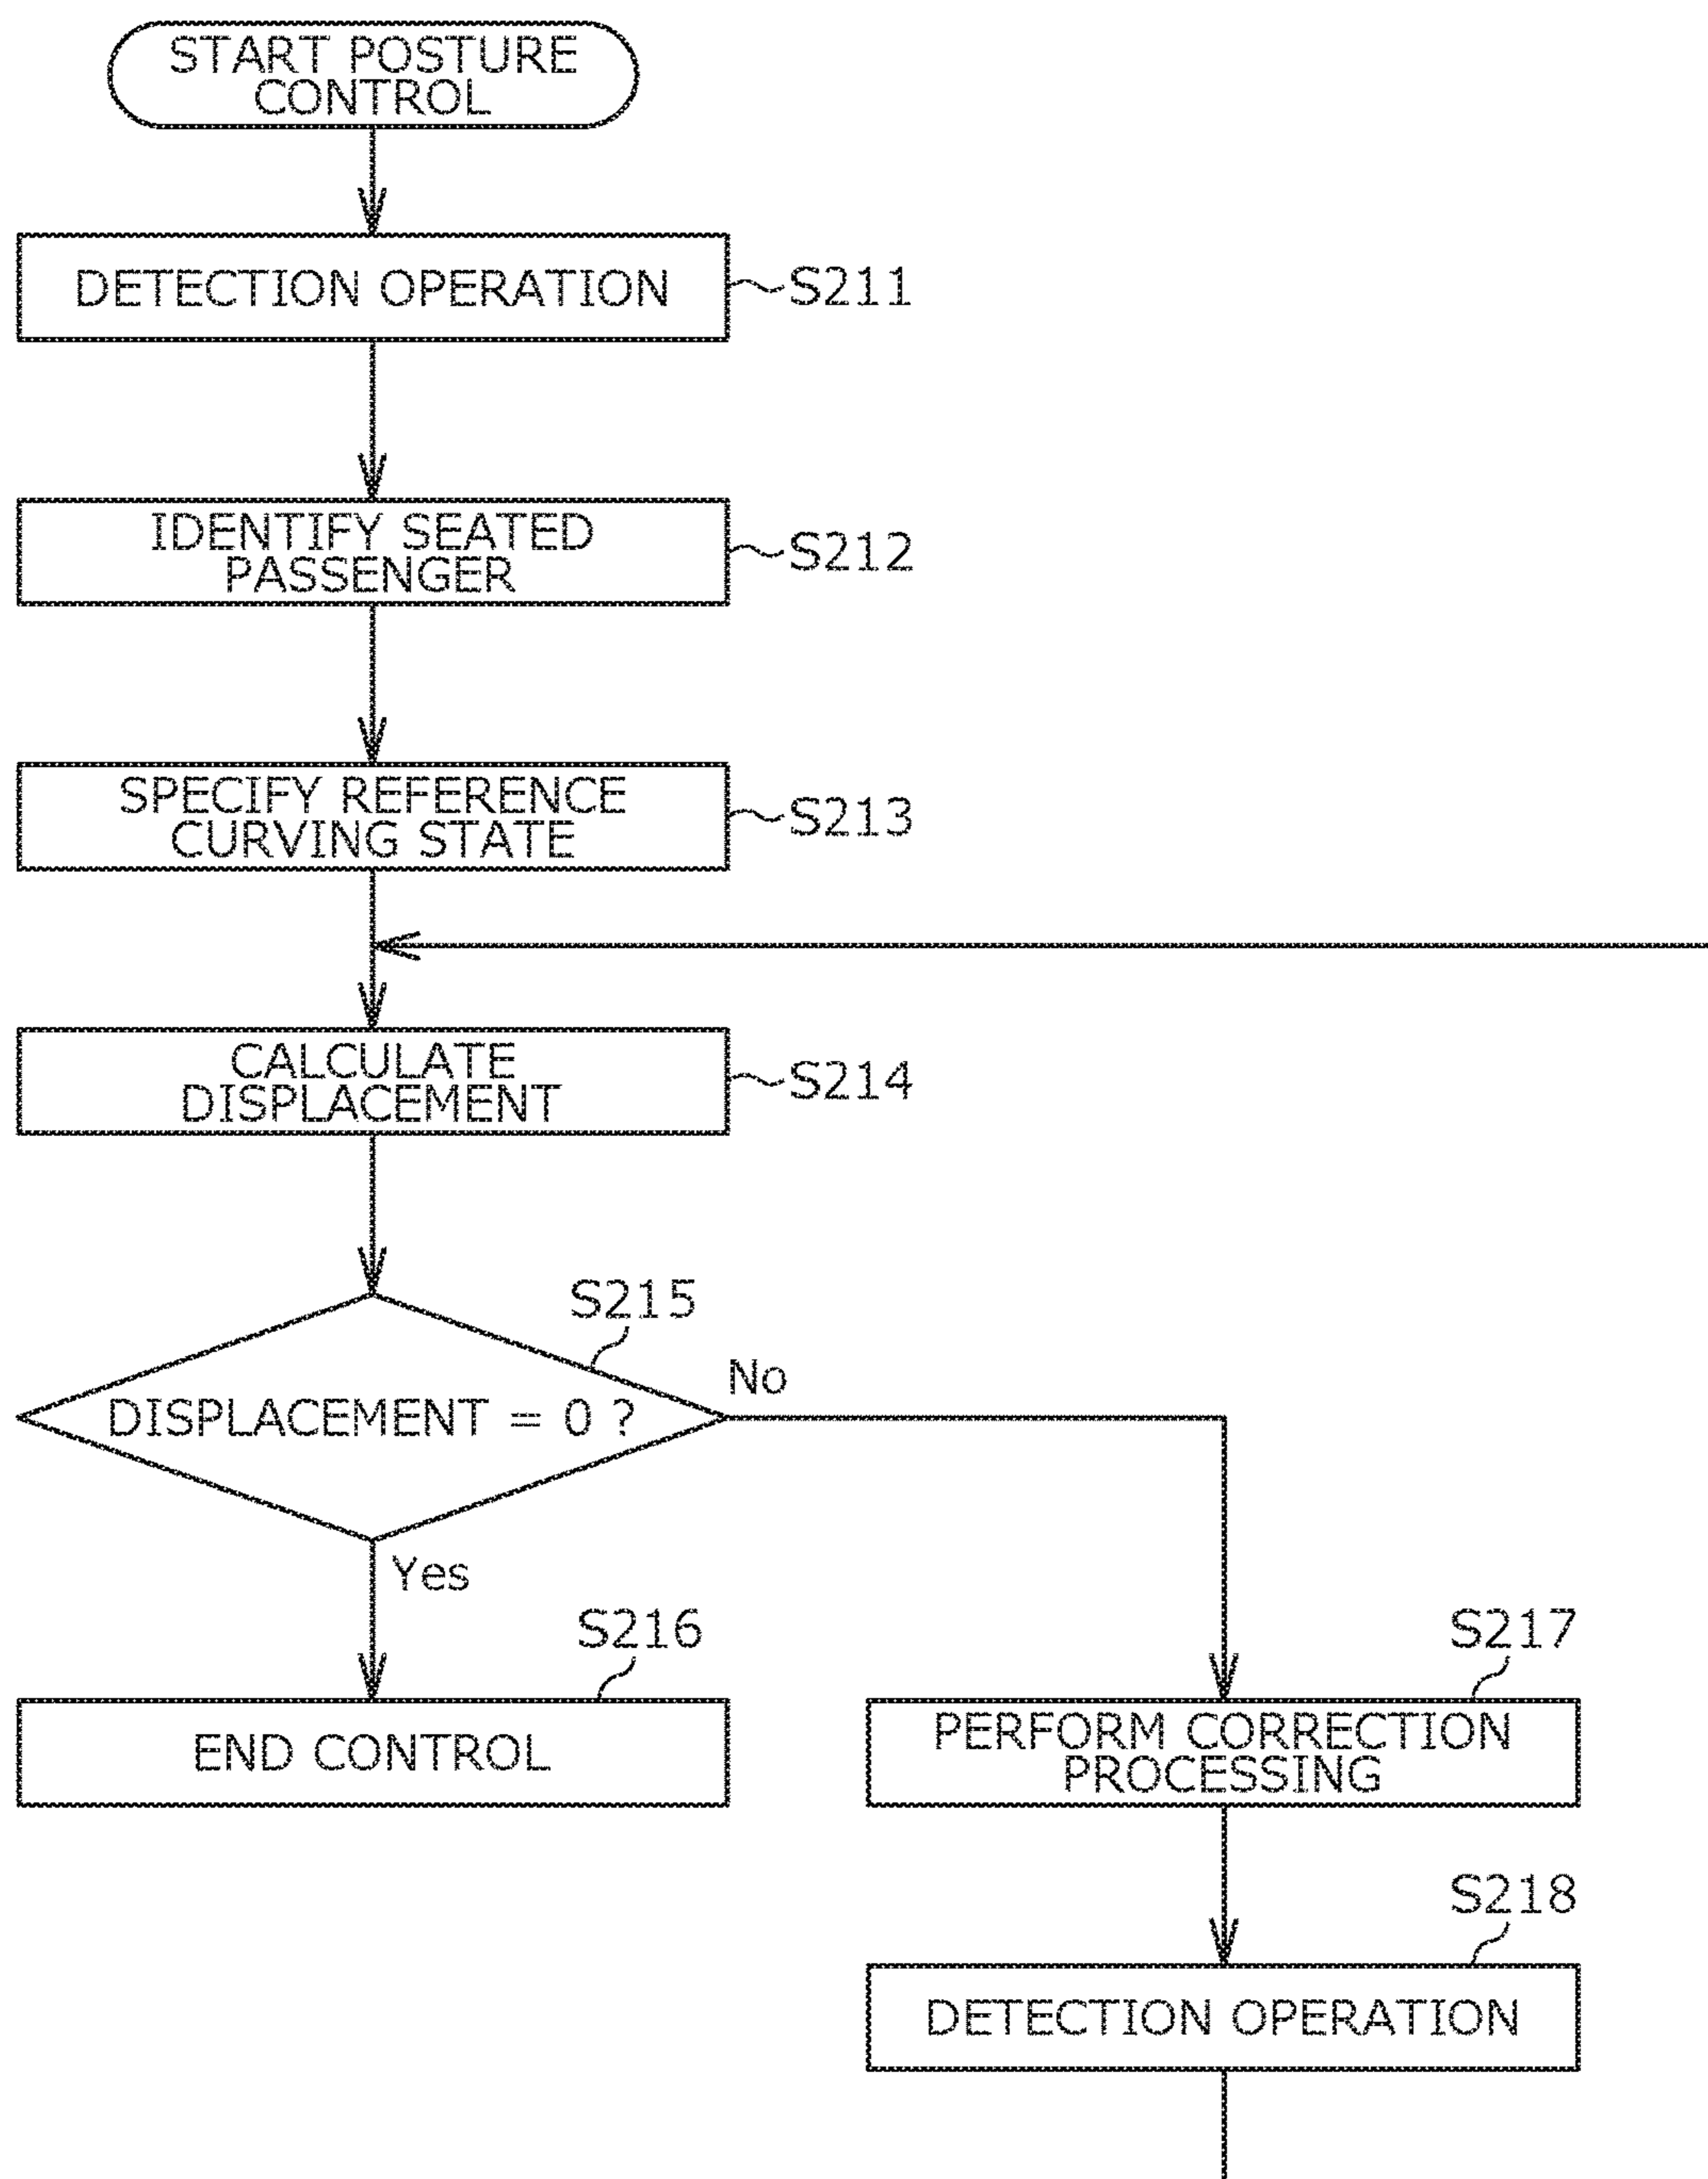 START POSTURE
CONTROL
DETECTION OPERATION
S211
IDENTIFY SEATED
PASSENGER
S212
SPECIFY REFERENCE
CURVING STATE
S213
CALCULATE
DISPLACEMENT
S214
S215
DISPLACEMENT = 0 ?
No
Yes
S216
END CONTROL
S217
PERFORM CORRECTION
PROCESSING
S218
DETECTION OPERATION